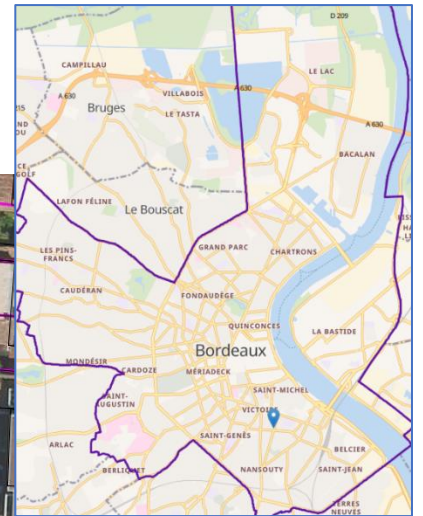 D 209
CAMPILLAU
LE LAC
A 630
VILLABOIS
A 630
Bruges
LE TASTA
A 630
BACALAN
LAFON FÉLINE
Le Bouscat
GRAND PARC
CHARTRONS
LES PINS-
FRANCS
CAUDÉRAN
FONDAUDÈGE
QUINCONCES
LA BASTIDE
Bordeaux
MONDÉSIR
CARDOZE
MÉRIADECK
SAINT-MICHEL
SAINT-
AUGUSTIN
VICTOIRE
SAINT-GENÈS
ARLAC
BELCIER
BERLIQUET
NANSOUTY
SAINT-JEAN
TERRES
NEUVES